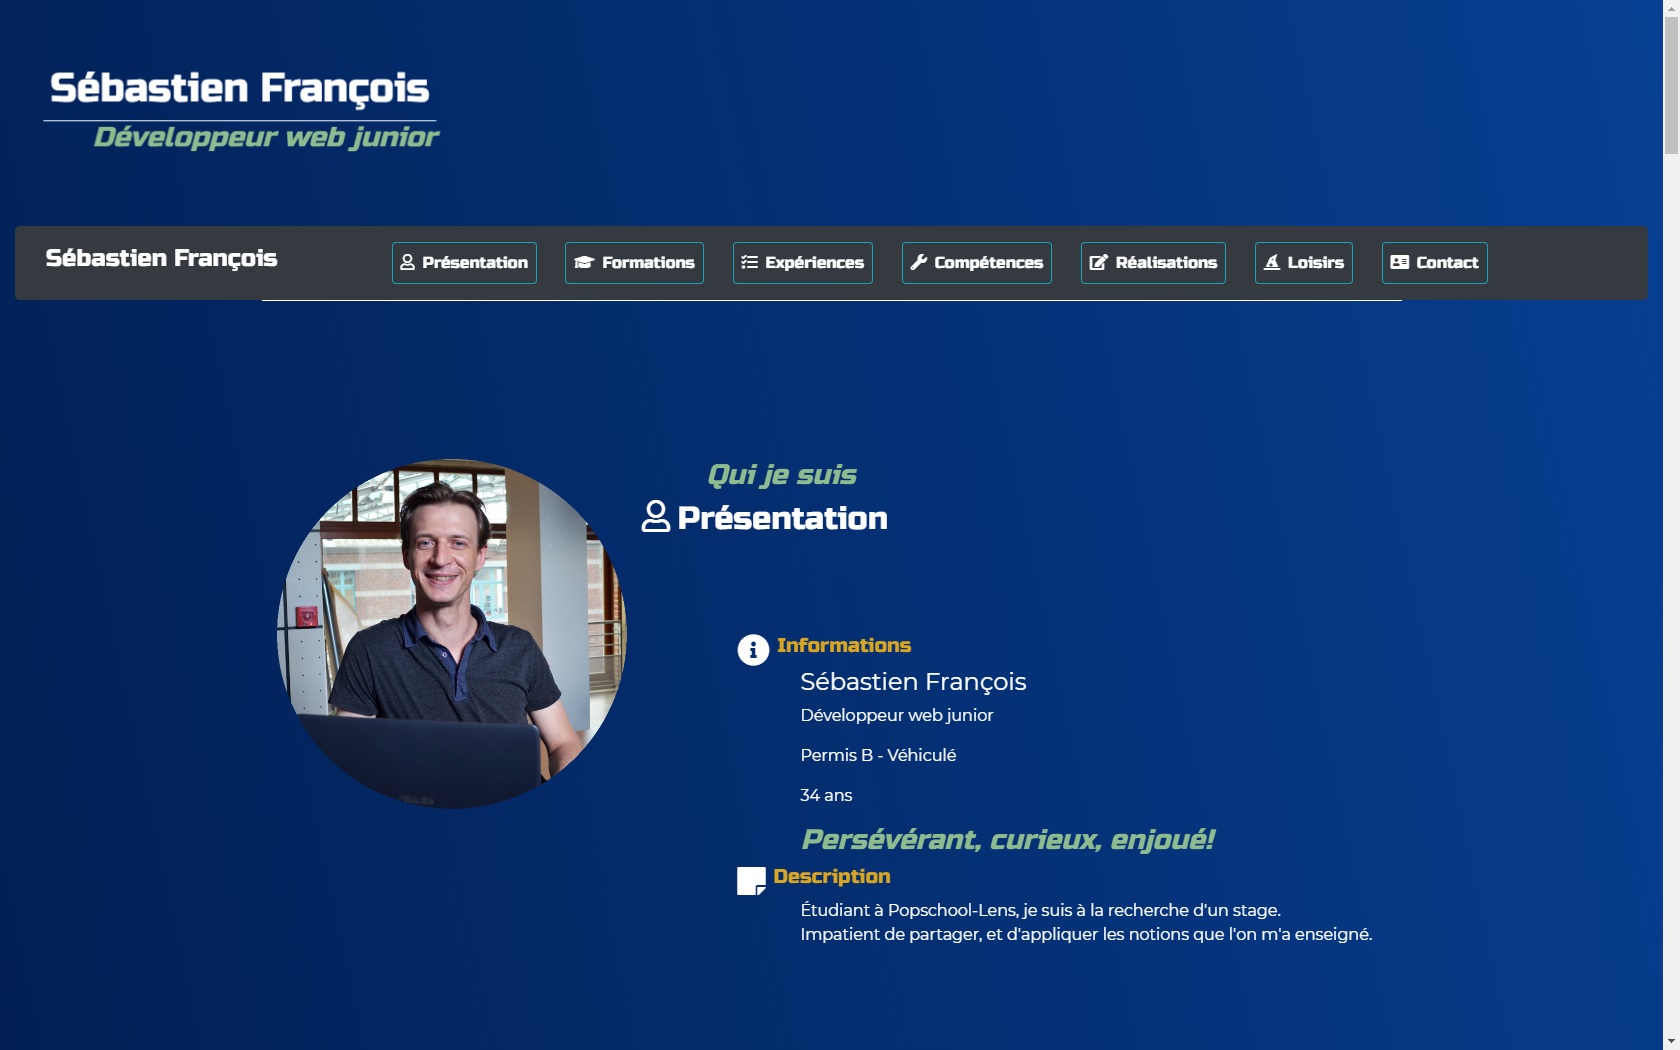 Sébastien François
Développeur web junior
Sébastien François
Présentation
Formations
Expériences
Compétences
Réalisations
Loisirs
Contact
Qui je suis
Présentation
Informations
Sébastien François
Développeur web junior
Permis B - Véhiculé
34 ans
Persévérant, curieux, enjoué!
Description
Étudiant à Popschool-Lens, je suis à la recherche d'un stage.
Impatient de partager, et d'appliquer les notions que l'on m'a enseigné.